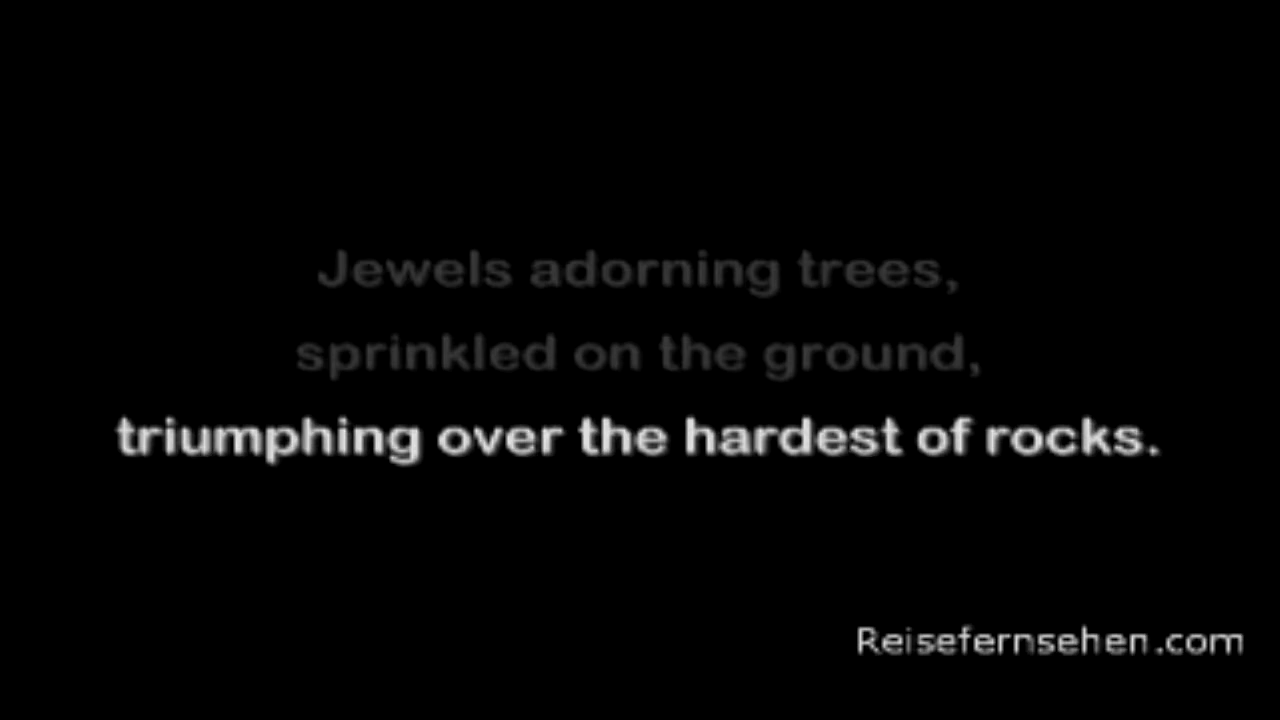 Jewels adorning trees,
sprinkled on the ground,
triumphing over the hardest of rocks.
Reisefernsehen.com